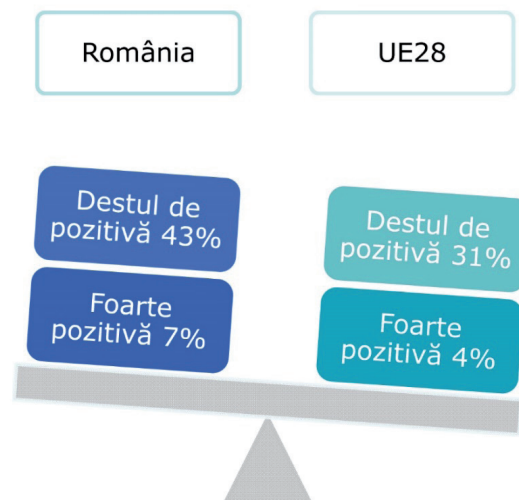 România
UE28
Destul de
pozitivă 43%
Foarte
pozitivă 7%
Destul de
pozitivă 31%
Foarte
pozitivă 4%